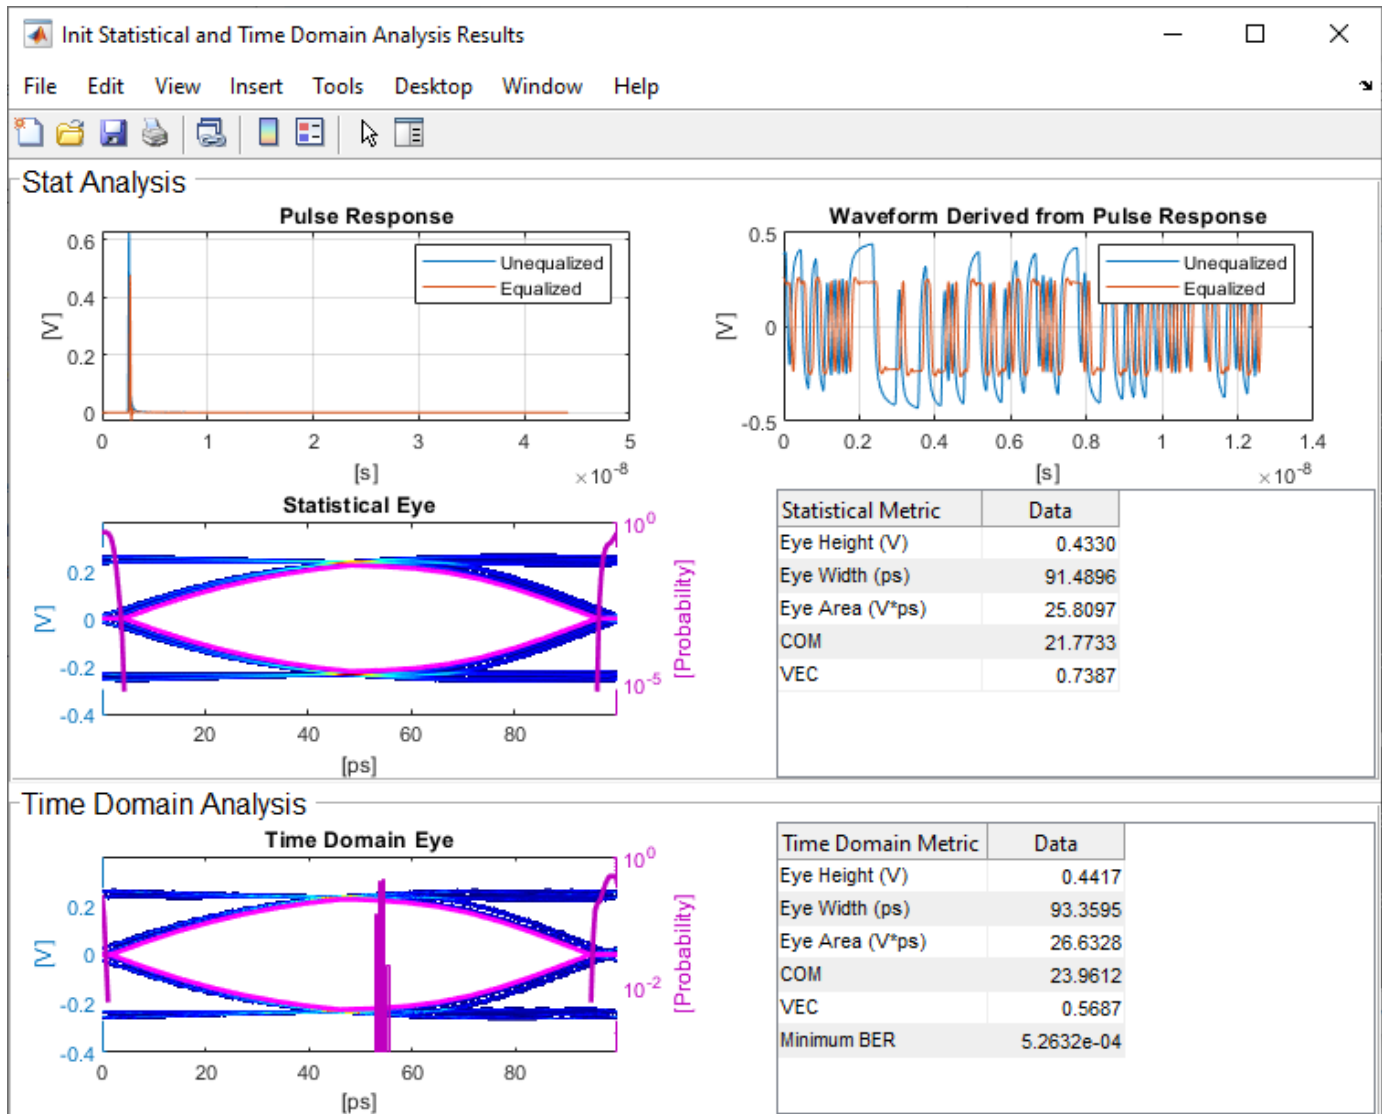 Init Statistical and Time Domain Analysis Results
File Edit View Insert Tools Desktop Window Help
Stat Analysis
Pulse Response
0.6
0.4
0.2
0
[V]
Unequalized
Equalized
0 1 2 3 4 5
[s]
×10-8
Waveform Derived from Pulse Response
0.5
0
-0.5
[V]
Unequalized
Equalized
0 0.2 0.4 0.6 0.8 1 1.2 1.4
[s]
×10-8
Statistical Eye
0.2
0
-0.2
-0.4
[V]
10^0
10^-5
[Probability]
20 40 60 80
[ps]
Statistical Metric Data
Eye Height (V) 0.4330
Eye Width (ps) 91.4896
Eye Area (V*ps) 25.8097
COM 21.7733
VEC 0.7387
Time Domain Analysis
Time Domain Eye
0.2
0
-0.2
-0.4
[V]
10^0
10^-2
[Probability]
0 20 40 60 80
[ps]
Time Domain Metric Data
Eye Height (V) 0.4417
Eye Width (ps) 93.3595
Eye Area (V*ps) 26.6328
COM 23.9612
VEC 0.5687
Minimum BER 5.2632e-04